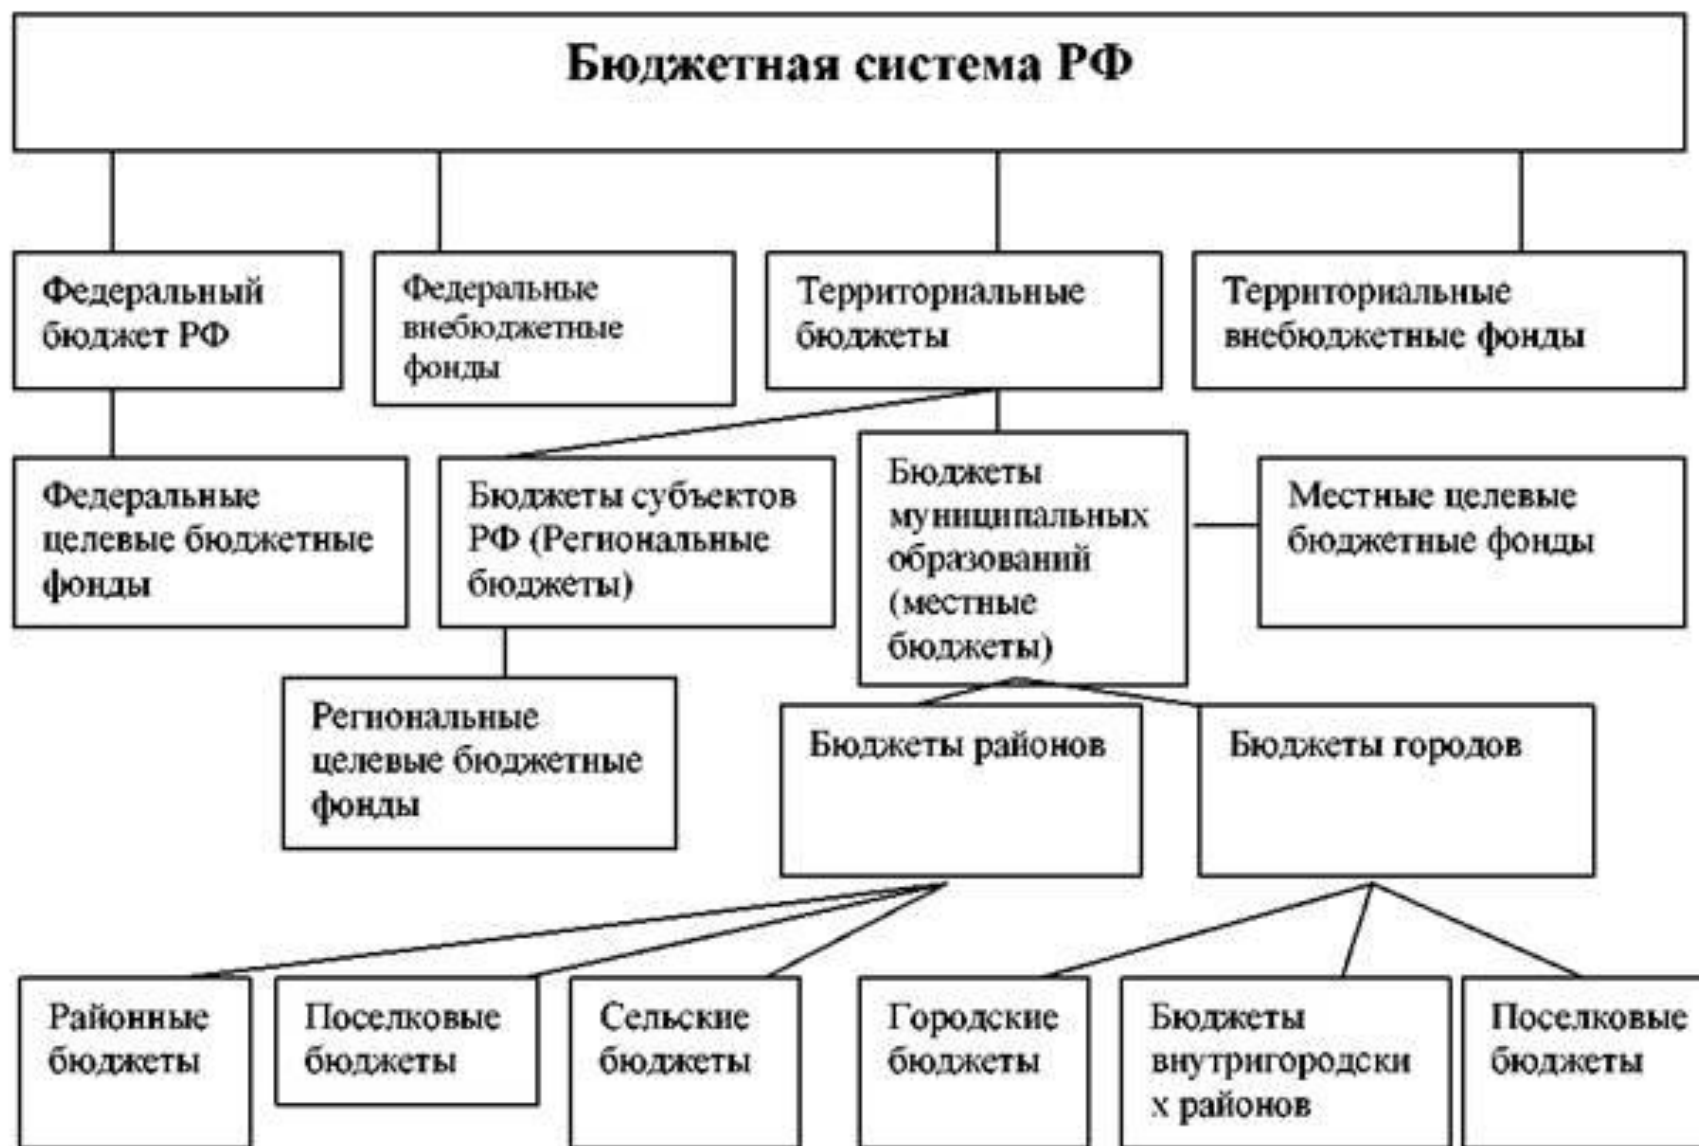 Бюджетная система РФ
Федеральный
бюджет РФ
Федеральные
внебюджетные
фонды
Территориальные
бюджеты
Территориальные
внебюджетные фонды
Федеральные
целевые бюджетные
фонды
Бюджеты субъектов
РФ (Региональные
бюджеты)
Бюджеты
муниципальных
образований
(местные
бюджеты)
Местные целевые
бюджетные фонды
Региональные
целевые бюджетные
фонды
Бюджеты районов
Бюджеты городов
Районные
бюджеты
Поселковые
бюджеты
Сельские
бюджеты
Городские
бюджеты
Бюджеты
внутригородски
х районов
Поселковые
бюджеты